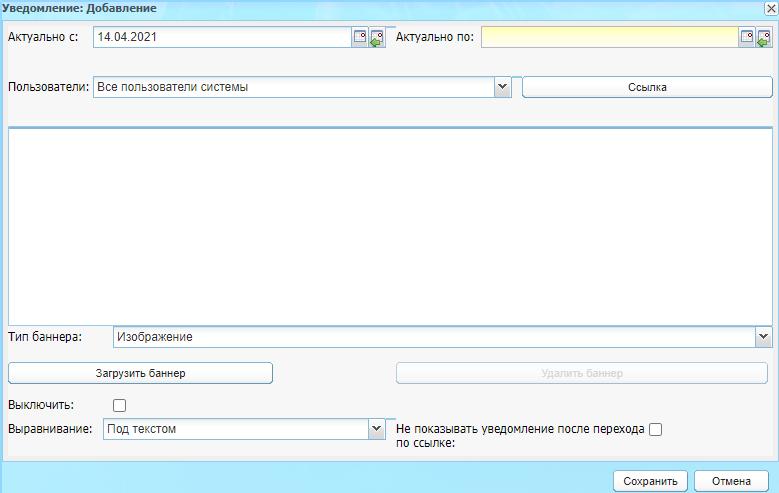 Уведомление: Добавление
Актуально с: 14.04.2021 Актуально по:
Пользователи: Все пользователи системы Ссылка
Тип баннера: Изображение
Загрузить баннер Удалить баннер
Выключить:
Выравнивание: Под текстом Не показывать уведомление после перехода
по ссылке:
Сохранить Отмена